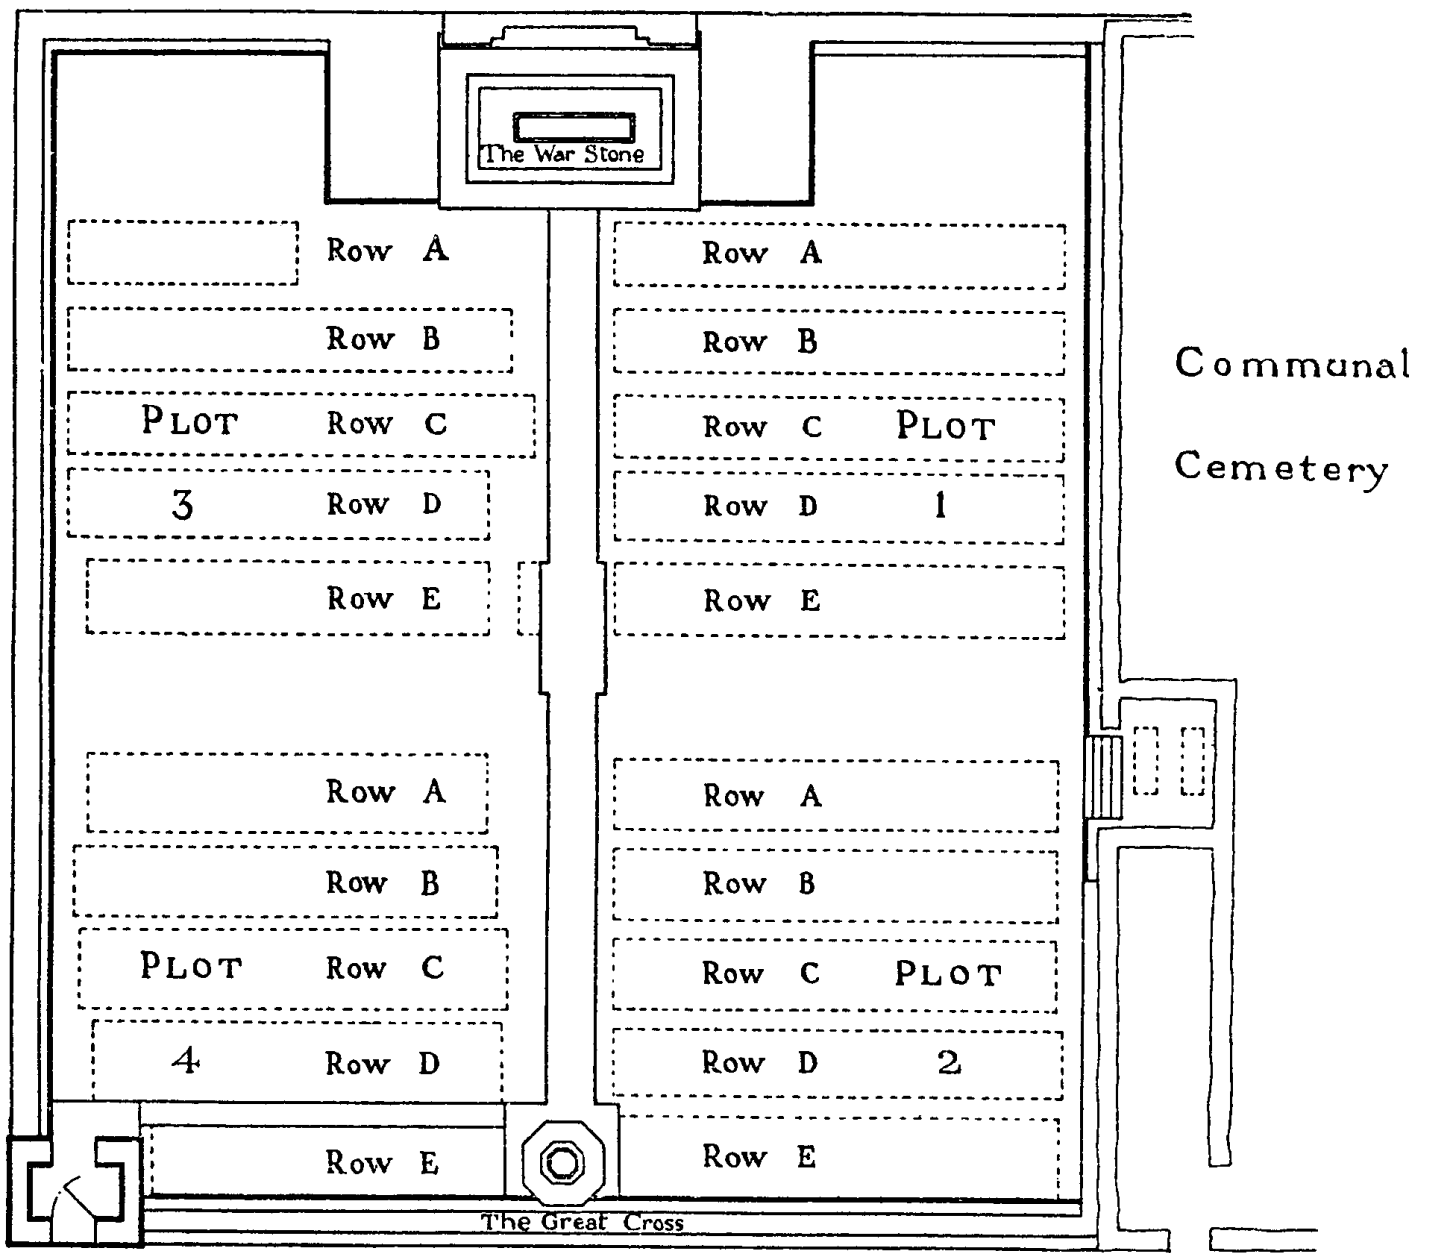 The War Stone
Row A
Row B
PLOT Row C
3 Row D
Row E
Row A
Row B
Row C PLOT
Row D 1
Row E
Communal
Cemetery
Row A
Row B
PLOT Row C
4 Row D
Row E
Row A
Row B
Row C PLOT
Row D 2
Row E
The Great Cross